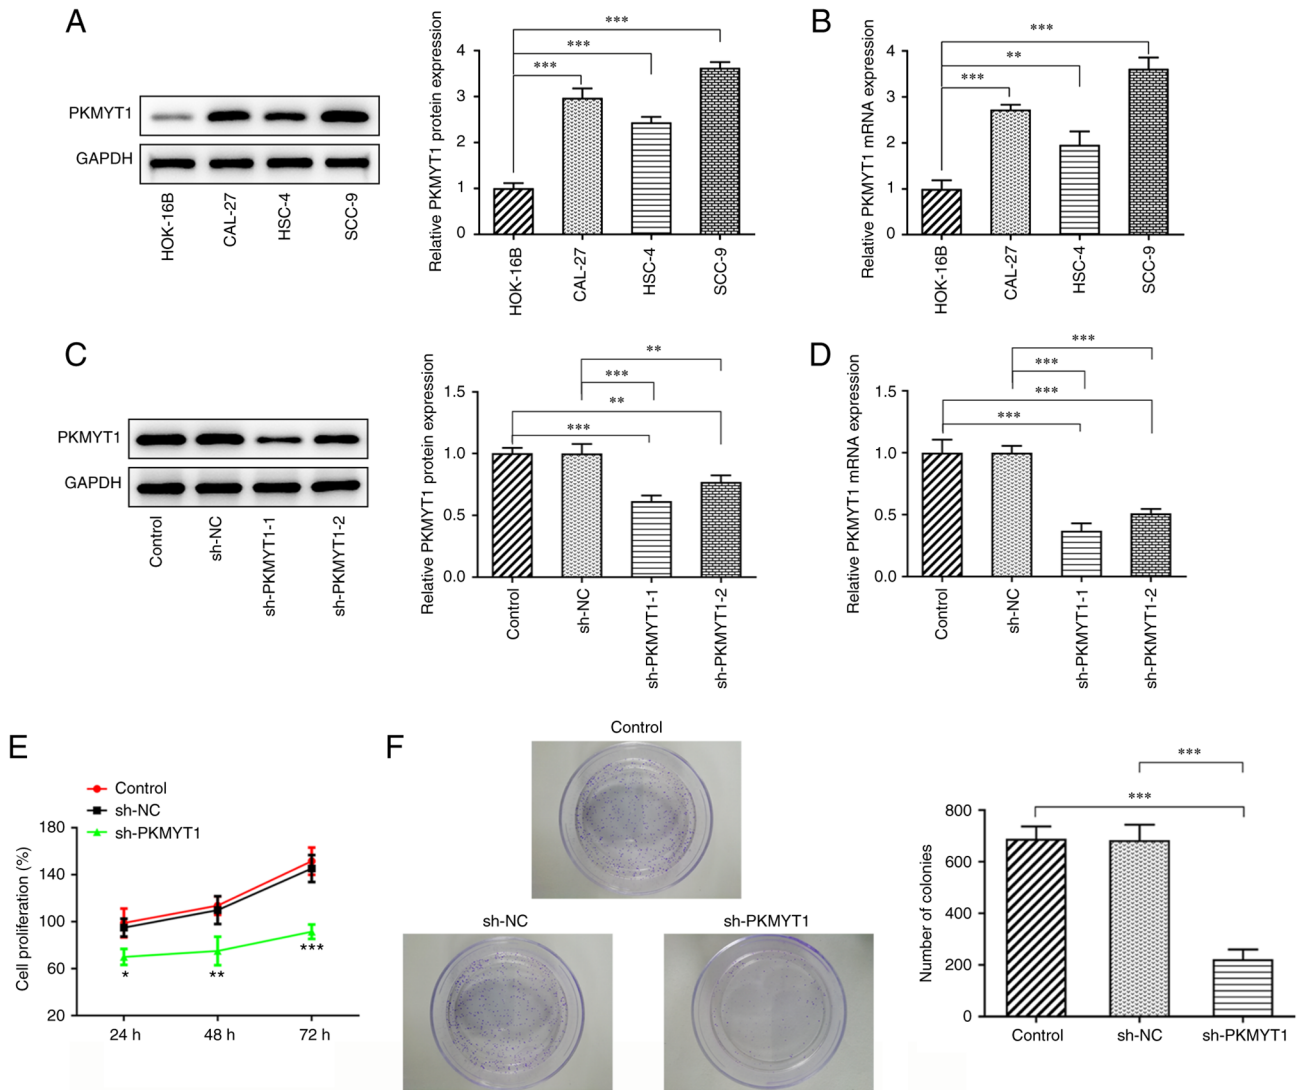 A
PKMYT1
GAPDH
HOK-16B
CAL-27
HSC-4
SCC-9
Relative PKMYT1 protein expression
4
3
2
1
0
***
***
***
HOK-16B
CAL-27
HSC-4
SCC-9
B
Relative PKMYT1 mRNA expression
4
3
2
1
0
***
**
***
HOK-16B
CAL-27
HSC-4
SCC-9
C
PKMYT1
GAPDH
Control
sh-NC
sh-PKMYT1-1
sh-PKMYT1-2
Relative PKMYT1 protein expression
1.5
1.0
0.5
0.0
**
***
**
***
Control
sh-NC
sh-PKMYT1-1
sh-PKMYT1-2
D
Relative PKMYT1 mRNA expression
1.5
1.0
0.5
0.0
***
***
***
***
Control
sh-NC
sh-PKMYT1-1
sh-PKMYT1-2
E
Control
sh-NC
sh-PKMYT1
Cell proliferation (%)
180
140
100
60
20
*
**
***
24 h
48 h
72 h
F
Control
sh-NC
sh-PKMYT1
Number of colonies
800
600
400
200
0
***
***
Control
sh-NC
sh-PKMYT1